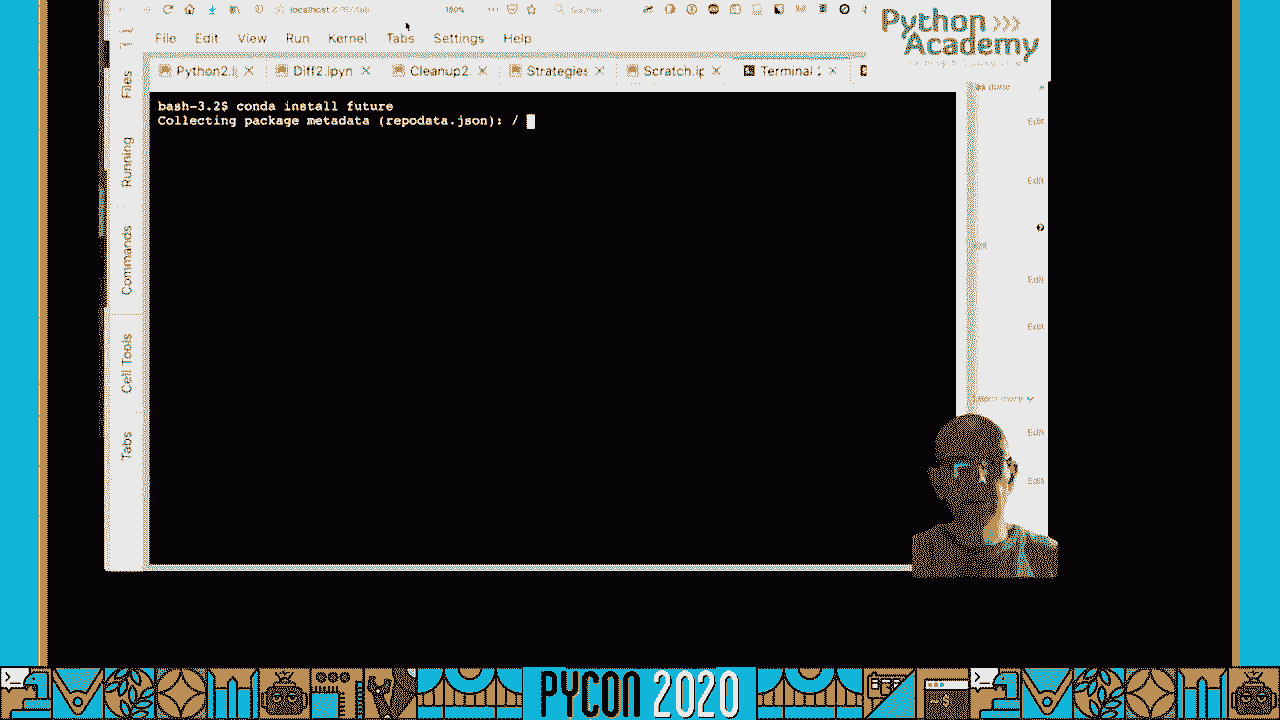 localhost
180%
Python
Academy
File Edit View Run Kernel Tabs Settings Help
Python2.i Diff2.ipyn Cleanup2. Strategies Scratch.ip Terminal
Files
Running
Commands
Cell Tools
Tabs
bash-3.2$ conda install future
Collecting package metadata (repodata.json): /
Edit
Edit
Edit
Edit
Edit
Edit
PYCON 2020